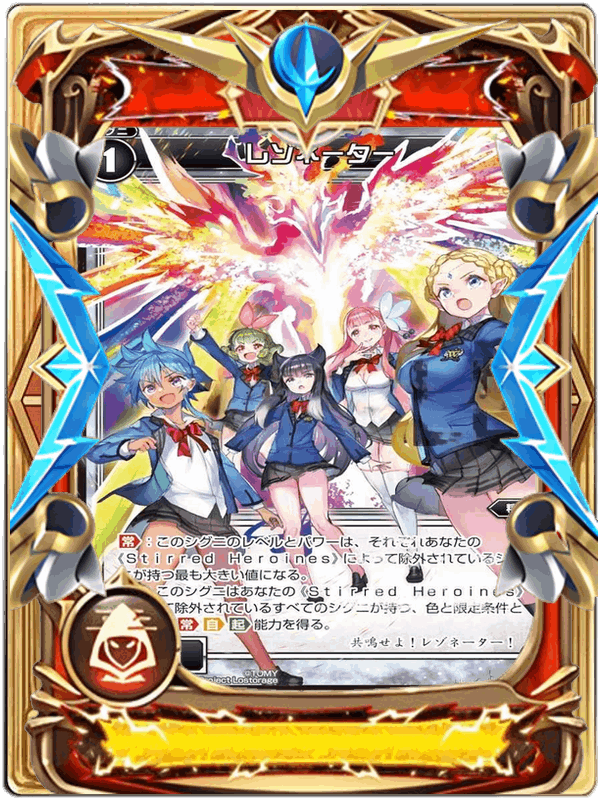 1
レゾネーター
常：このシグニのレベルとパワーは、それぞれあなたの
《Stirred Heroines》によって除外されているシ
が持つ最も大きい値になる。
このシグニはあなたの《Stirred Heroines》
て除外されているすべてのシグニが持つ、色と限定条件と
常 自 起 能力を得る。
共鳴せよ！レゾネーター！
©TOMY
oject Lostorage